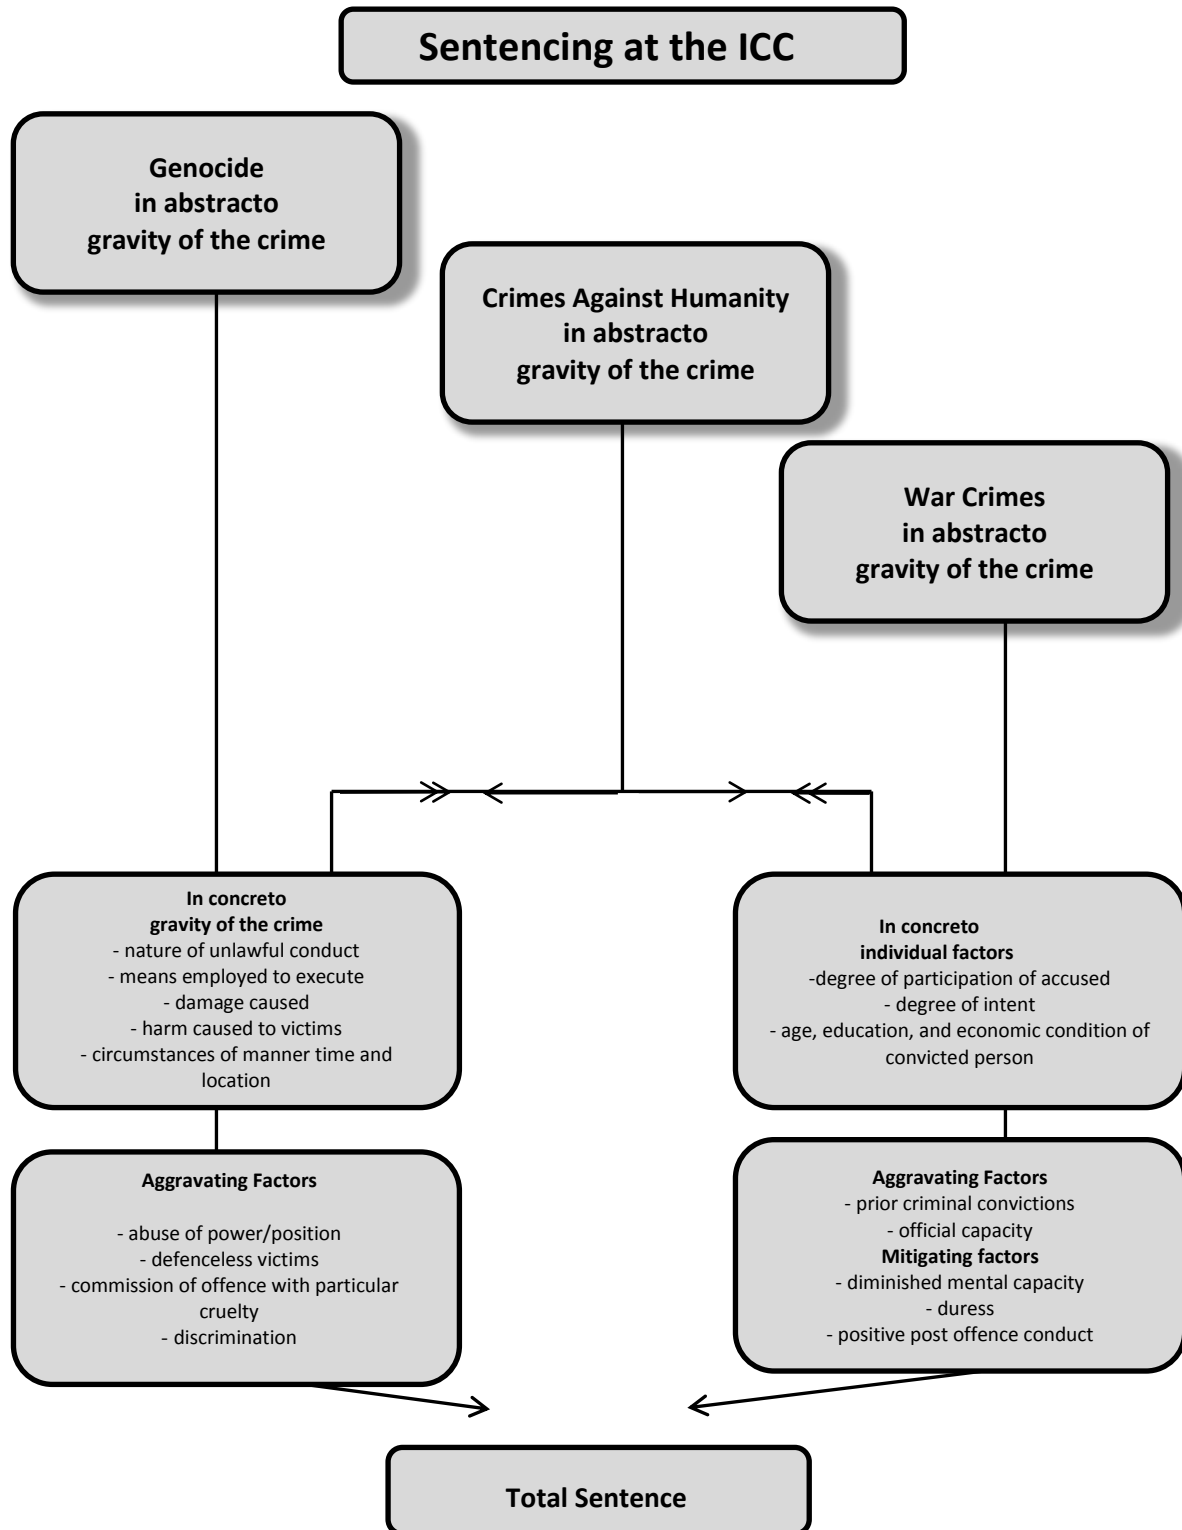 Sentencing at the ICC
Genocide
in abstracto
gravity of the crime
Crimes Against Humanity
in abstracto
gravity of the crime
War Crimes
in abstracto
gravity of the crime
In concreto
gravity of the crime
- nature of unlawful conduct
- means employed to execute
- damage caused
- harm caused to victims
- circumstances of manner time and
location
In concreto
individual factors
-degree of participation of accused
- degree of intent
- age, education, and economic condition of
convicted person
Aggravating Factors
- abuse of power/position
- defenceless victims
- commission of offence with particular
cruelty
- discrimination
Aggravating Factors
- prior criminal convictions
- official capacity
Mitigating factors
- diminished mental capacity
- duress
- positive post offence conduct
Total Sentence